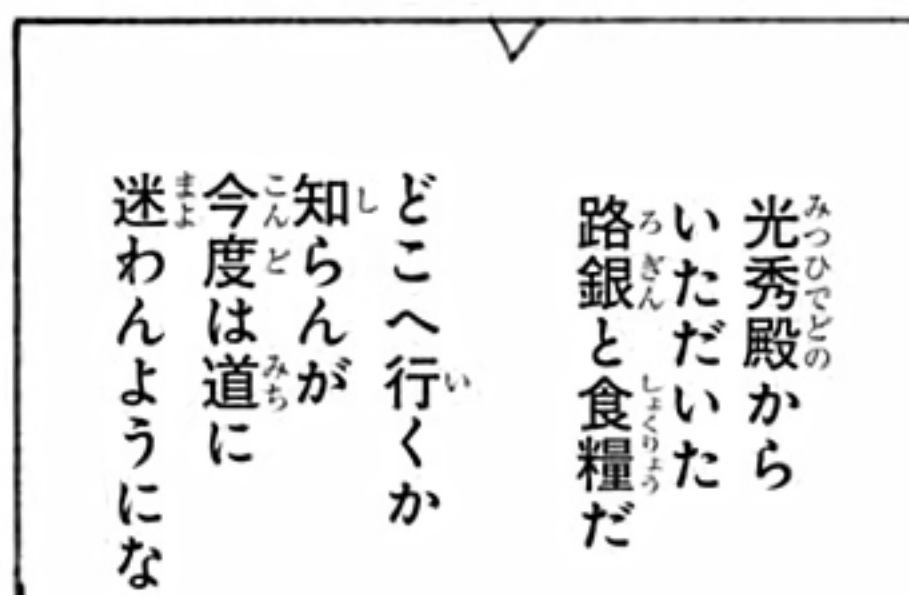 光秀殿から
いただいた
路銀と食糧だ
どこへ行くか
知らんが
今度は道に
迷わんようにな